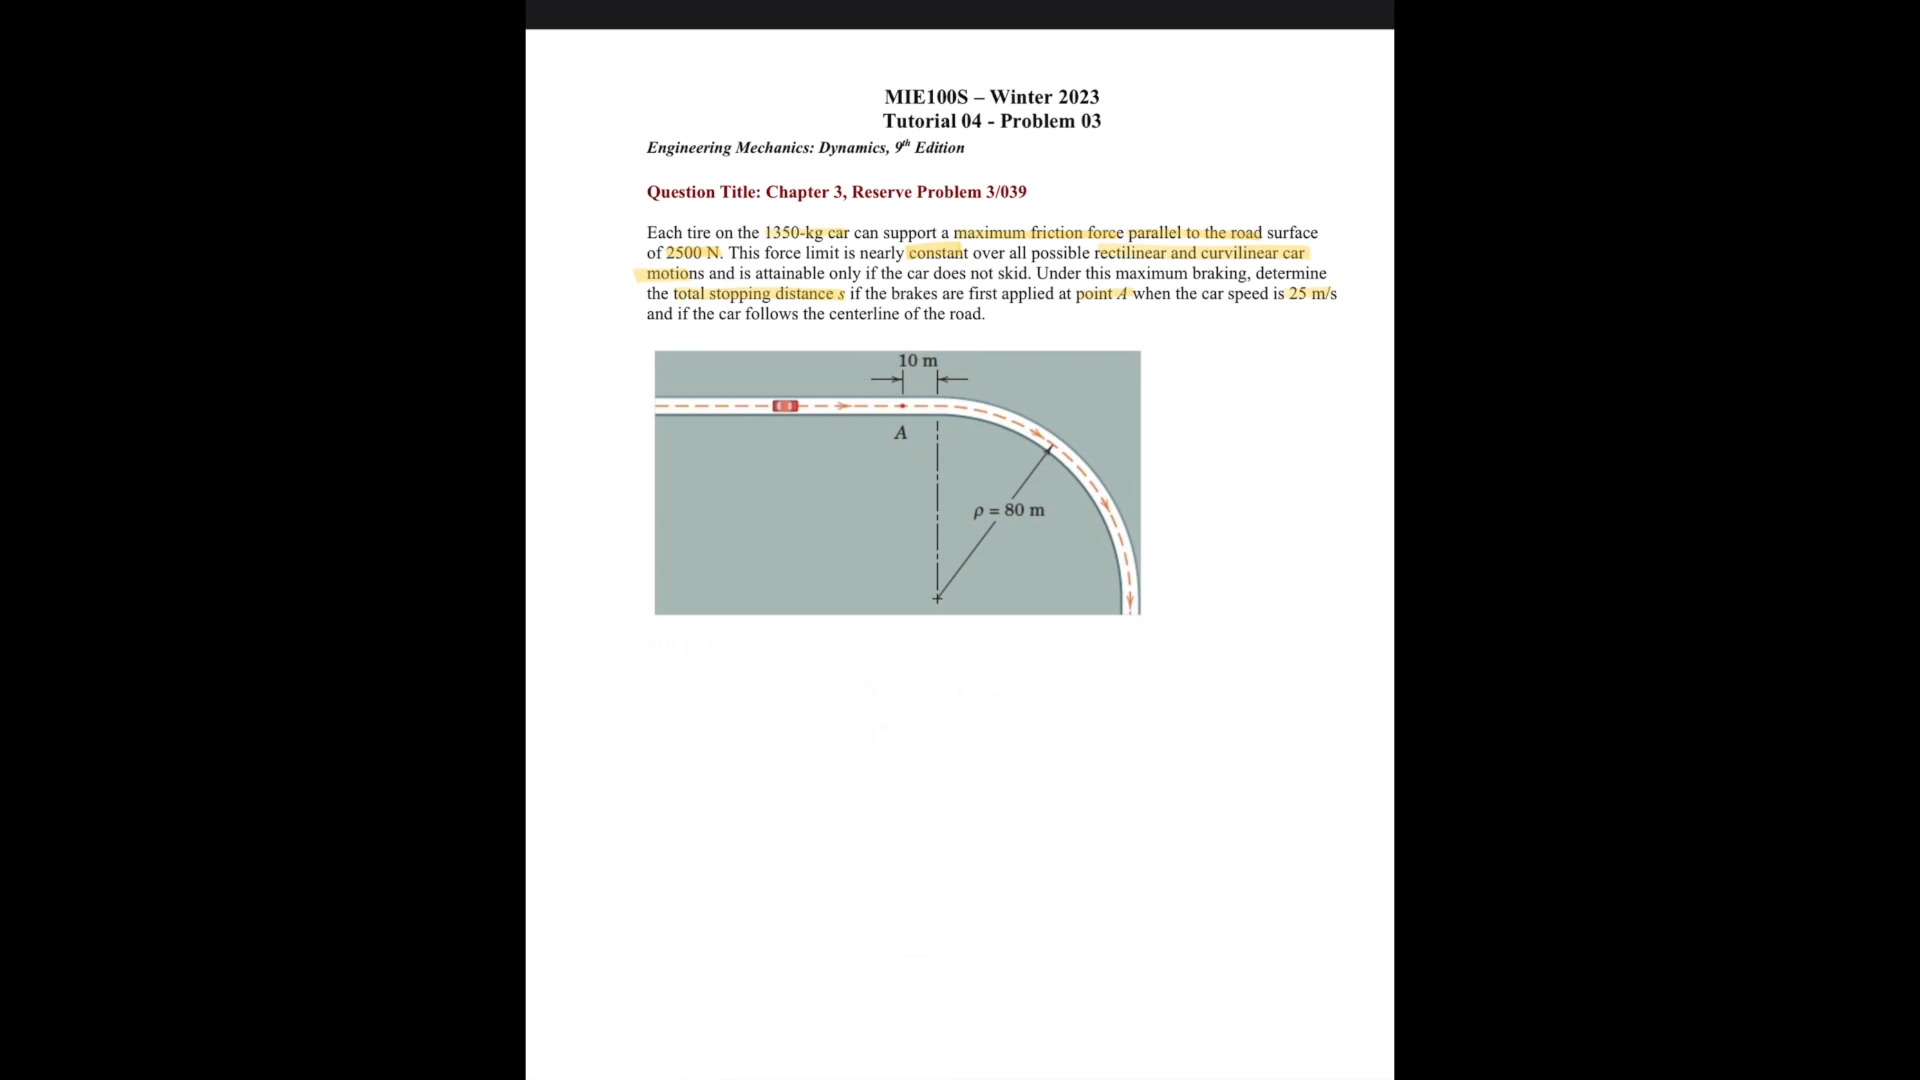 MIE100S – Winter 2023
Tutorial 04 - Problem 03
Engineering Mechanics: Dynamics, 9th Edition
Question Title: Chapter 3, Reserve Problem 3/039
Each tire on the 1350-kg car can support a maximum friction force parallel to the road surface
of 2500 N. This force limit is nearly constant over all possible rectilinear and curvilinear car
motions and is attainable only if the car does not skid. Under this maximum braking, determine
the total stopping distance s if the brakes are first applied at point A when the car speed is 25 m/s
and if the car follows the centerline of the road.
10 m
A
ρ = 80 m